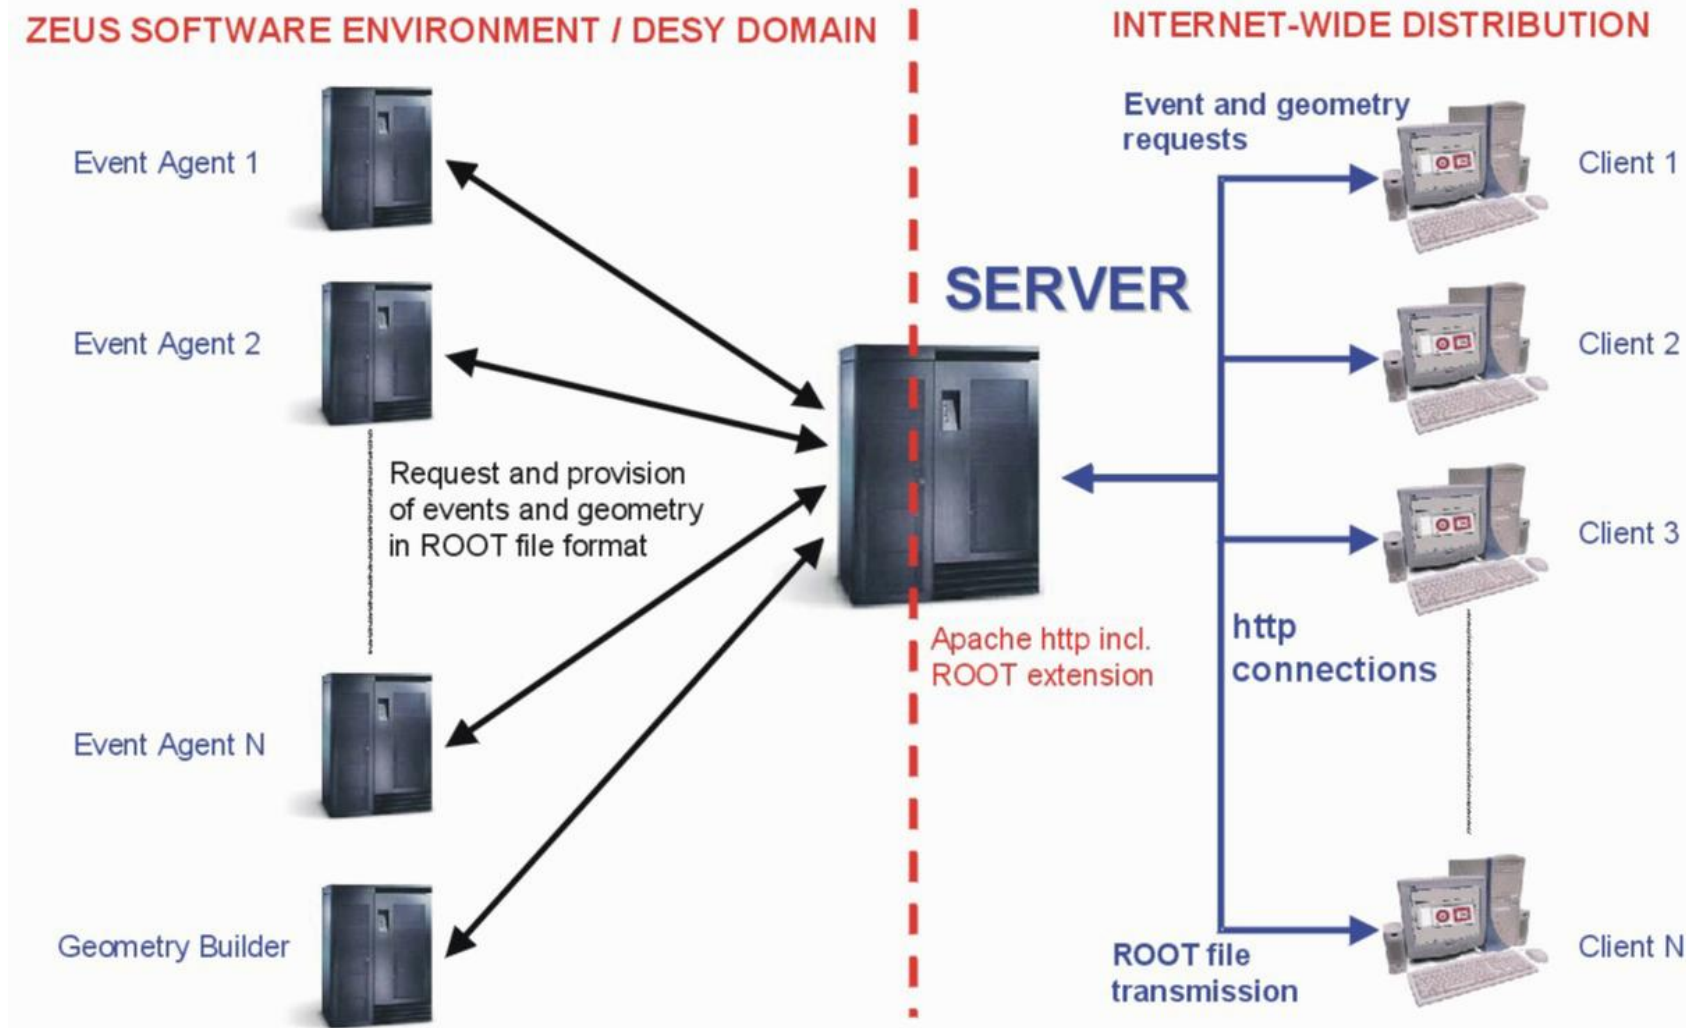 ZEUS SOFTWARE ENVIRONMENT / DESY DOMAIN
INTERNET-WIDE DISTRIBUTION
Event Agent 1
Event Agent 2
Request and provision
of events and geometry
in ROOT file format
Event Agent N
Geometry Builder
SERVER
Apache http incl.
ROOT extension
Event and geometry
requests
http
connections
ROOT file
transmission
Client 1
Client 2
Client 3
Client N